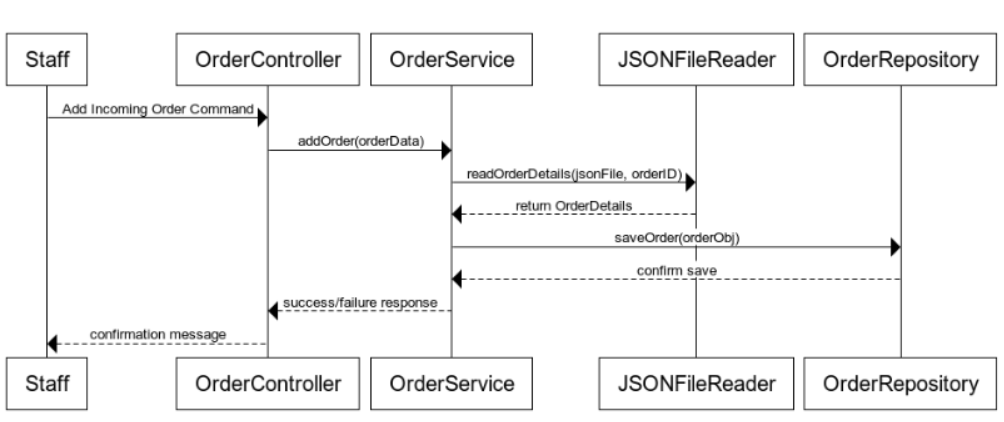 Staff OrderController OrderService JSONFileReader OrderRepository
Add Incoming Order Command
addOrder(orderData)
readOrderDetails(jsonFile, orderID)
return OrderDetails
saveOrder(orderObj)
confirm save
success/failure response
confirmation message
Staff OrderController OrderService JSONFileReader OrderRepository